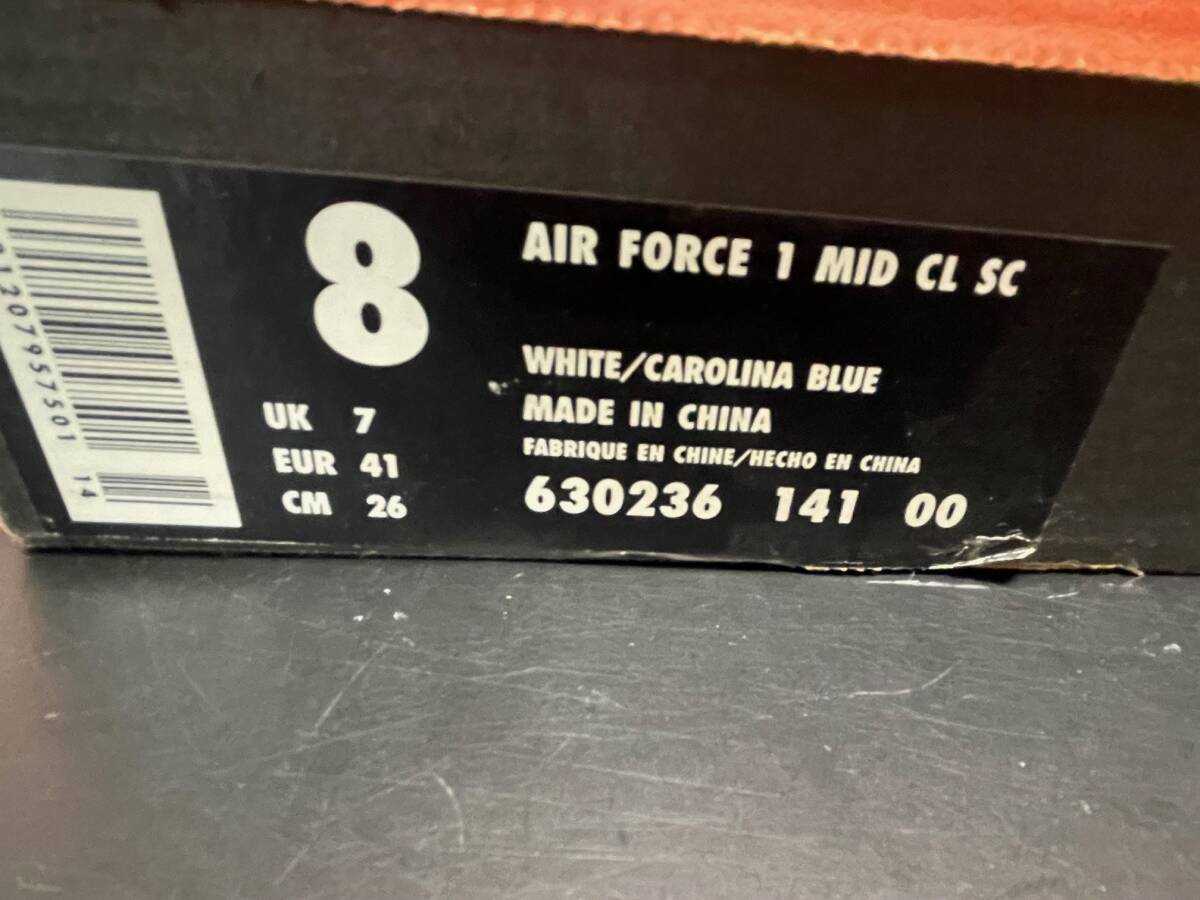 8
UK 7
EUR 41
CM 26
AIR FORCE 1 MID CL SC
WHITE/CAROLINA BLUE
MADE IN CHINA
FABRIQUE EN CHINE/HECHO EN CHINA
630236 141 00
14